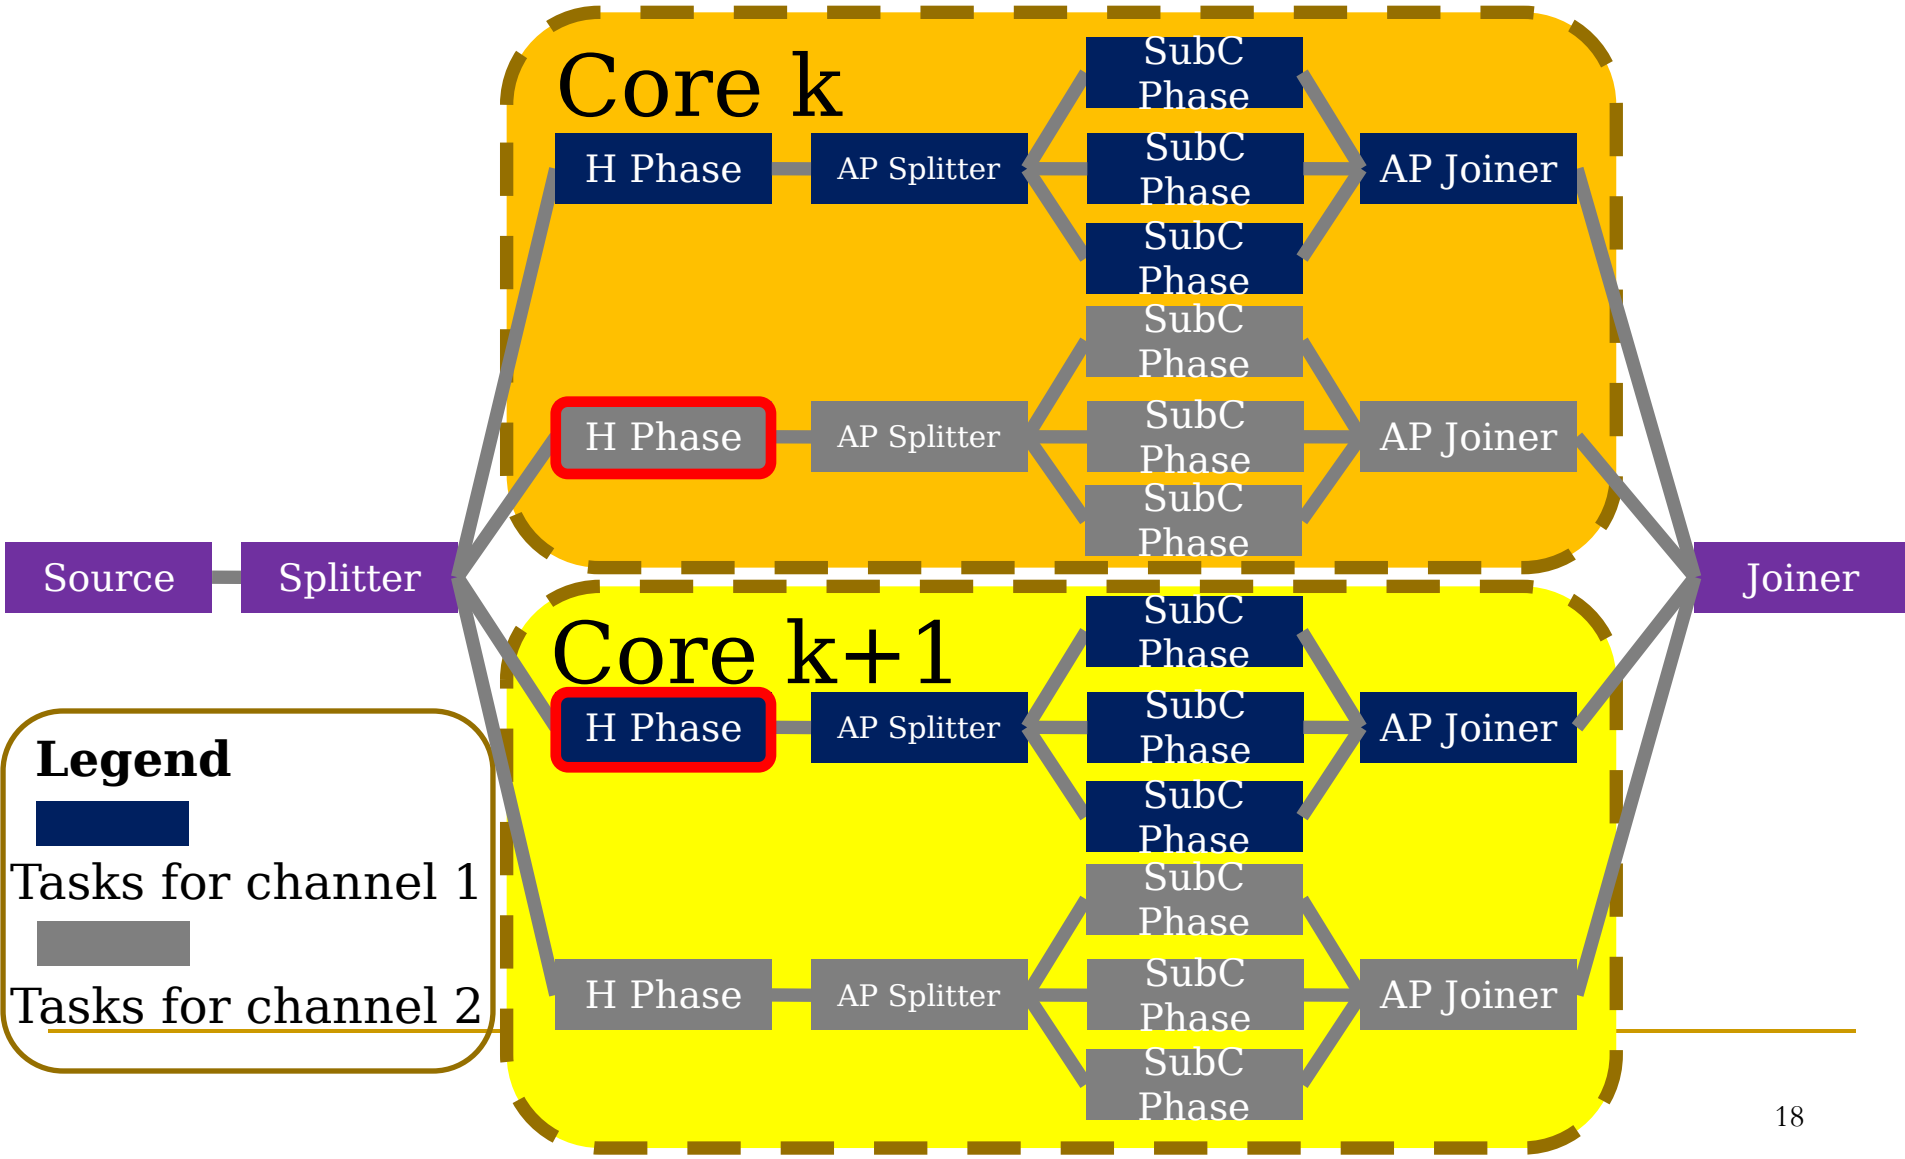 Core k
SubC
Phase
H Phase
AP Splitter
SubC
Phase
AP Joiner
SubC
Phase
SubC
Phase
H Phase
AP Splitter
SubC
Phase
AP Joiner
SubC
Phase
Source
Splitter
Joiner
Core k+1
SubC
Phase
H Phase
AP Splitter
SubC
Phase
AP Joiner
SubC
Phase
SubC
Phase
H Phase
AP Splitter
SubC
Phase
AP Joiner
SubC
Phase
Legend
Tasks for channel 1
Tasks for channel 2
18